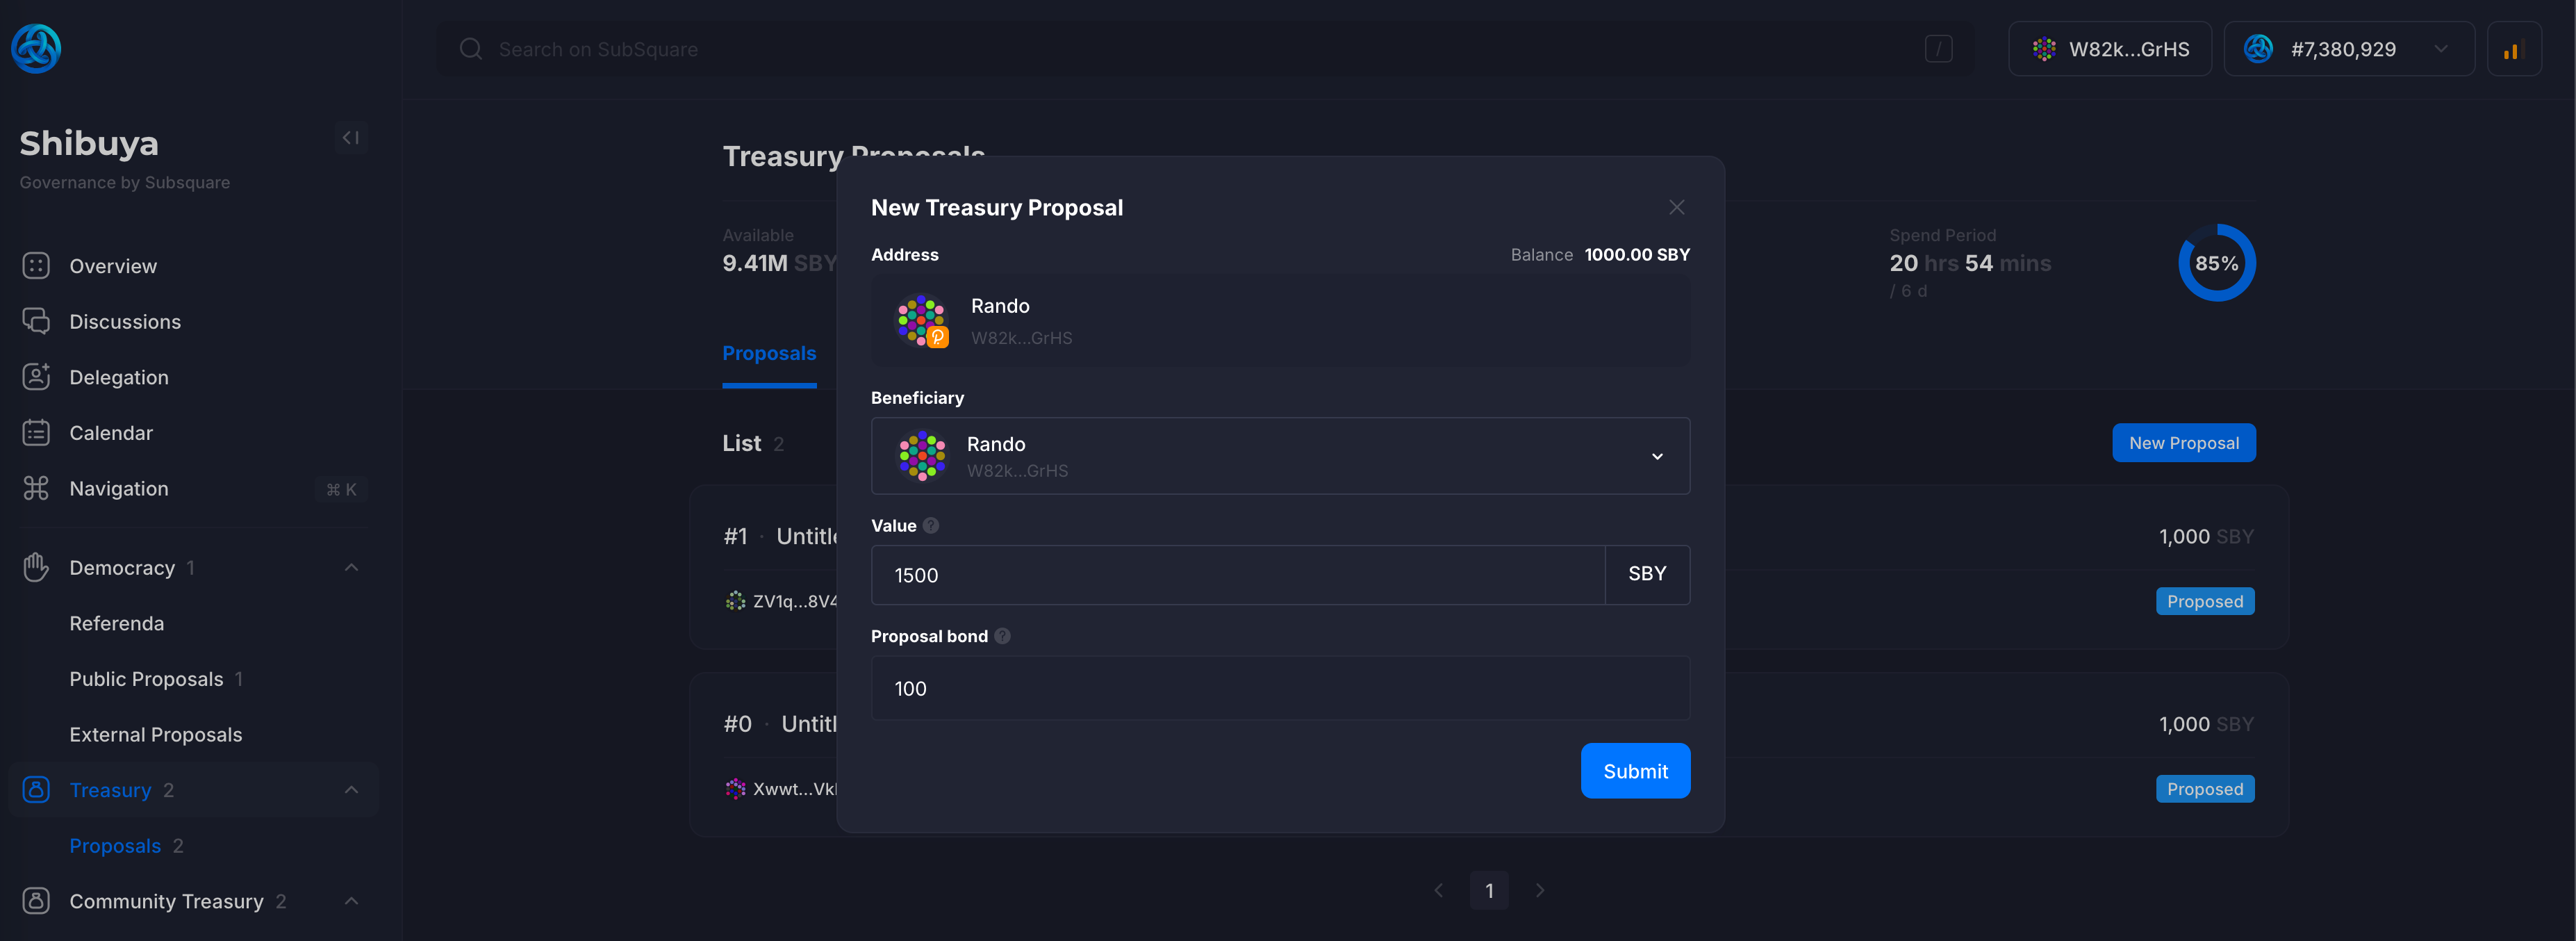 Search on SubSquare
/
W82k...GrHS
#7,380,929
Shibuya
Governance by Subsquare
Overview
Discussions
Delegation
Calendar
Navigation
⌘ K
Democracy 1
Referenda
Public Proposals 1
External Proposals
Treasury 2
Proposals 2
Community Treasury 2
Treasury Proposals
Available
9.41M SBY
Spend Period
20 hrs 54 mins
/ 6 d
85%
Proposals
List 2
New Proposal
#1 ·
1,000 SBY
ZV1q...8V4
Proposed
#0 ·
1,000 SBY
Xwwt...Vk
Proposed
1
New Treasury Proposal
Address
Balance 1000.00 SBY
Rando
W82k...GrHS
Beneficiary
Rando
W82k...GrHS
Value ?
1500
SBY
Proposal bond ?
100
Submit